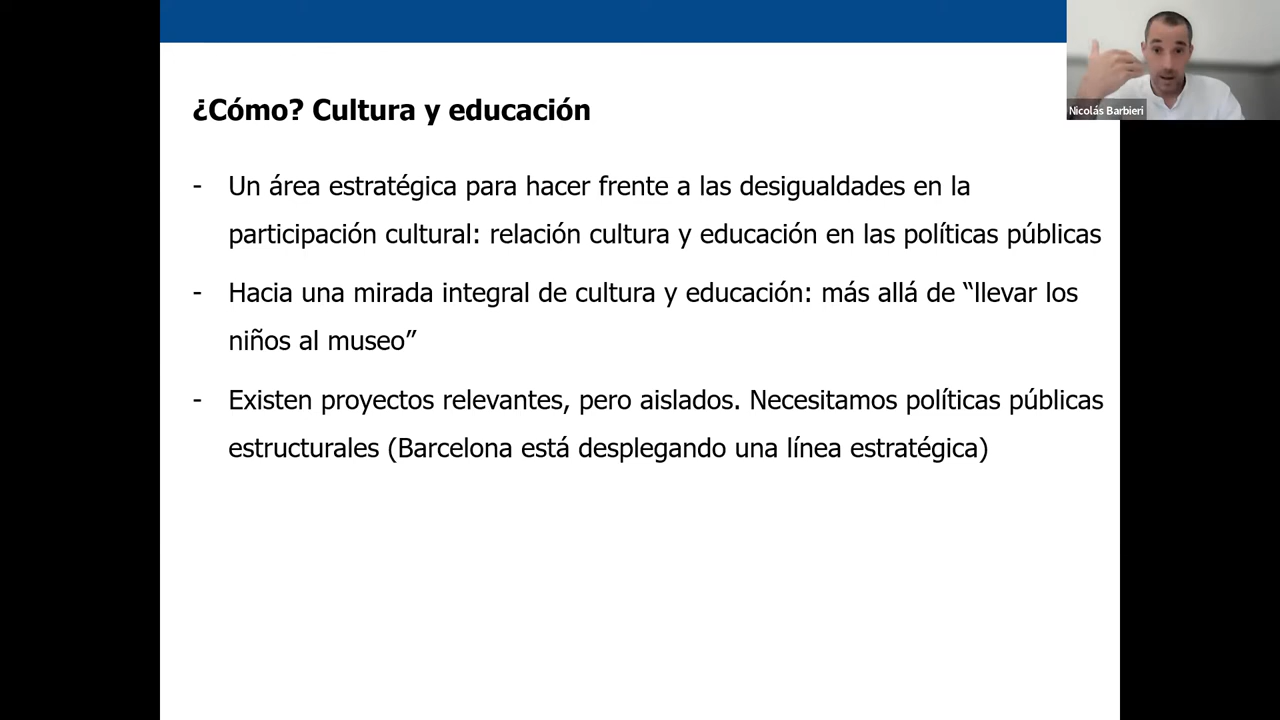 ¿Cómo? Cultura y educación
- Un área estratégica para hacer frente a las desigualdades en la
participación cultural: relación cultura y educación en las políticas públicas
- Hacia una mirada integral de cultura y educación: más allá de “llevar los
niños al museo”
- Existen proyectos relevantes, pero aislados. Necesitamos políticas públicas
estructurales (Barcelona está desplegando una línea estratégica)
Nicolás Barbieri